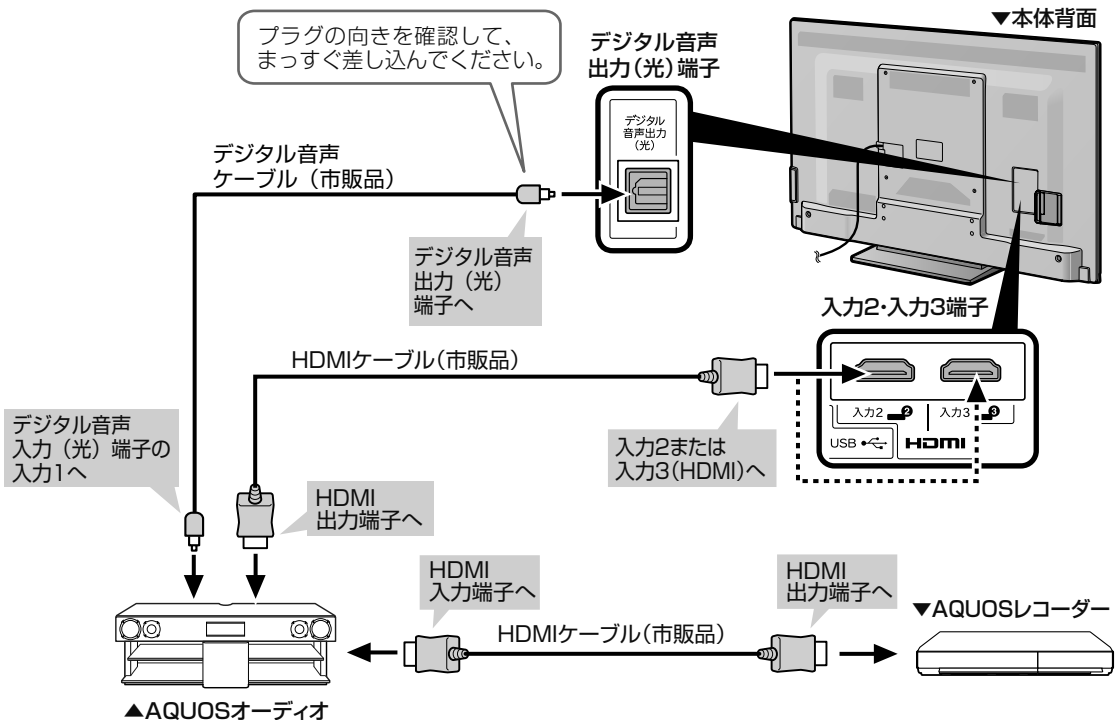 ▼本体背面
プラグの向きを確認して、
まっすぐ差し込んでください。
デジタル音声
出力(光)端子
デジタル
音声出力
(光)
デジタル音声
ケーブル(市販品)
デジタル音声
出力(光)
端子へ
入力2・入力3端子
HDMIケーブル(市販品)
入力2 2
入力3 3
USB
HDMI
入力2または
入力3(HDMI)へ
デジタル音声
入力(光)端子の
入力1へ
HDMI
出力端子へ
HDMI
入力端子へ
HDMI
出力端子へ
HDMIケーブル(市販品)
▼AQUOSレコーダー
▲AQUOSオーディオ